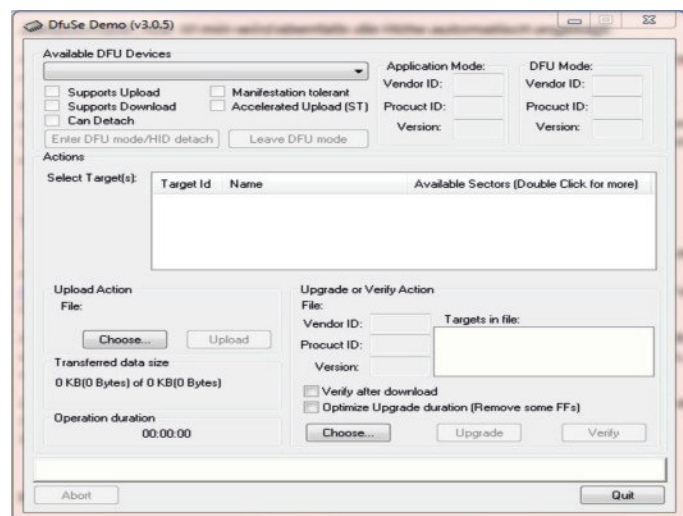 DfuSe Demo (v3.0.5)
Available DFU Devices
Supports Upload
Manifestation tolerant
Supports Download
Accelerated Upload (ST)
Can Detach
Enter DFU mode/HID detach
Leave DFU mode
Application Mode:
Vendor ID:
Procuct ID:
Version:
DFU Mode:
Vendor ID:
Procuct ID:
Version:
Actions
Select Target(s):
Target Id Name Available Sectors (Double Click for more)
Upload Action
File:
Choose... Upload
Transferred data size
0 KB(0 Bytes) of 0 KB(0 Bytes)
Operation duration
00:00:00
Upgrade or Verify Action
File:
Vendor ID:
Procuct ID:
Version:
Targets in file:
Verify after download
Optimize Upgrade duration (Remove some FFs)
Choose... Upgrade Verify
Abort Quit